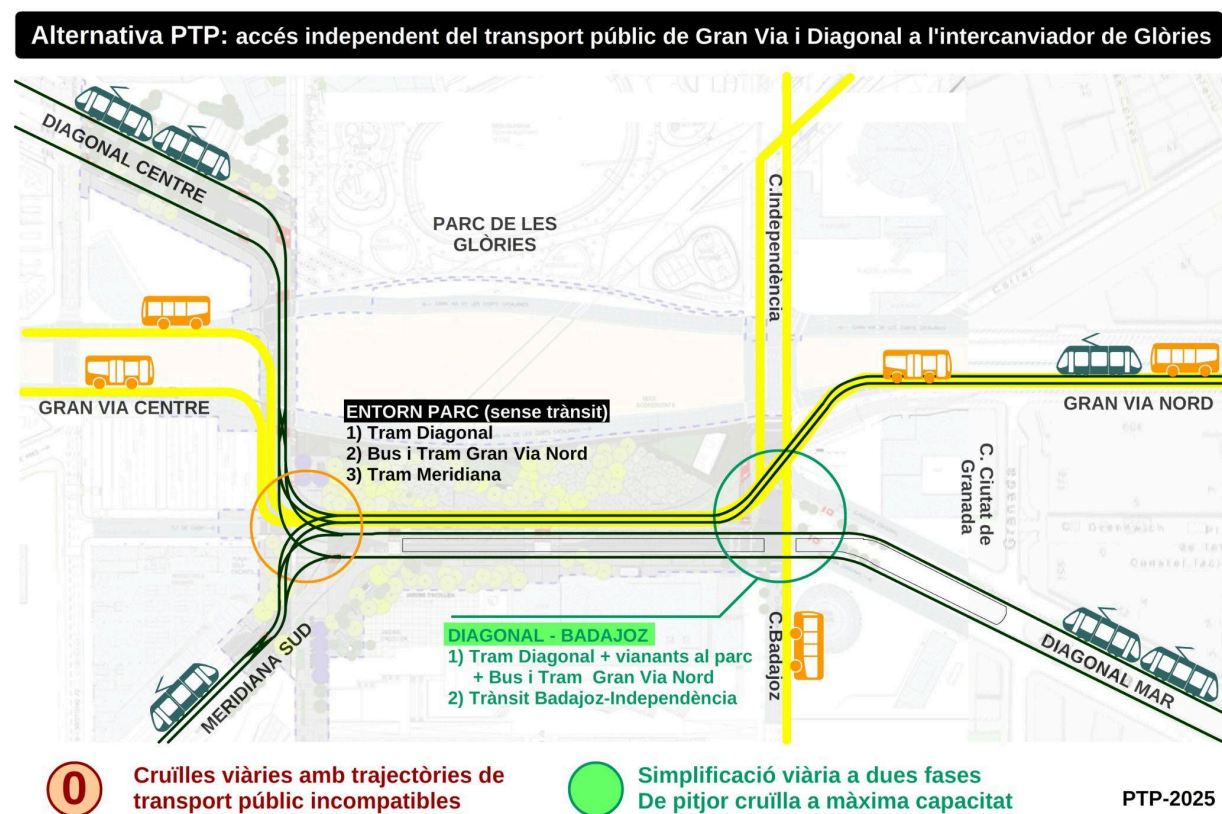 Alternativa PTP: accés independent del transport públic de Gran Via i Diagonal a l'intercanviador de Glòries
DIAGONAL CENTRE
PARC DE LES
GLÒRIES
C.Independència
GRAN VIA CENTRE
GRAN VIA NORD
ENTORN PARC (sense trànsit)
1) Tram Diagonal
2) Bus i Tram Gran Via Nord
3) Tram Meridiana
C. Ciutat de
Granada
MERIDIANA SUD
DIAGONAL - BADAJOZ
1) Tram Diagonal + vianants al parc
+ Bus i Tram Gran Via Nord
2) Trànsit Badajoz-Independència
C.Badajoz
DIAGONAL MAR
0
Cruïlles viàries amb trajectòries de
transport públic incompatibles
Simplificació viària a dues fases
De pitjor cruïlla a màxima capacitat
PTP-2025